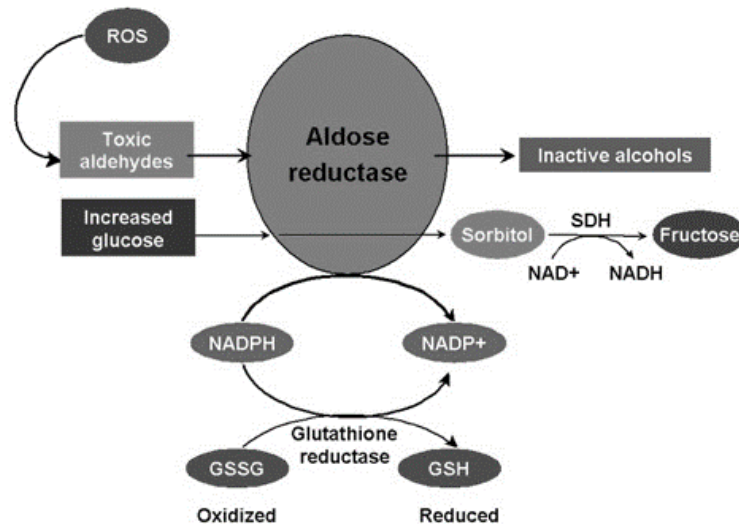 ROS
Toxic
aldehydes
Aldose
reductase
Inactive alcohols
Increased
glucose
Sorbitol
SDH
Fructose
NAD+
NADH
NADPH
NADP+
Glutathione
reductase
GSSG
GSH
Oxidized
Reduced